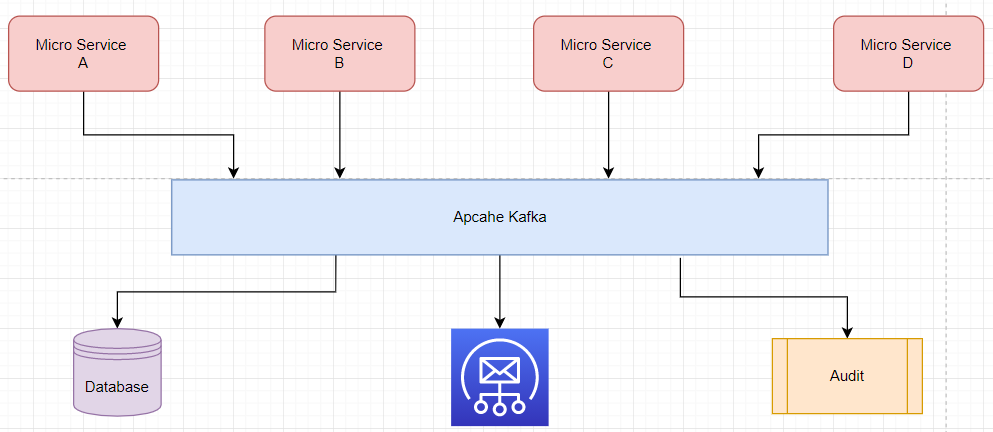 Micro Service
A
Micro Service
B
Micro Service
C
Micro Service
D
Apcahe Kafka
Database
Audit